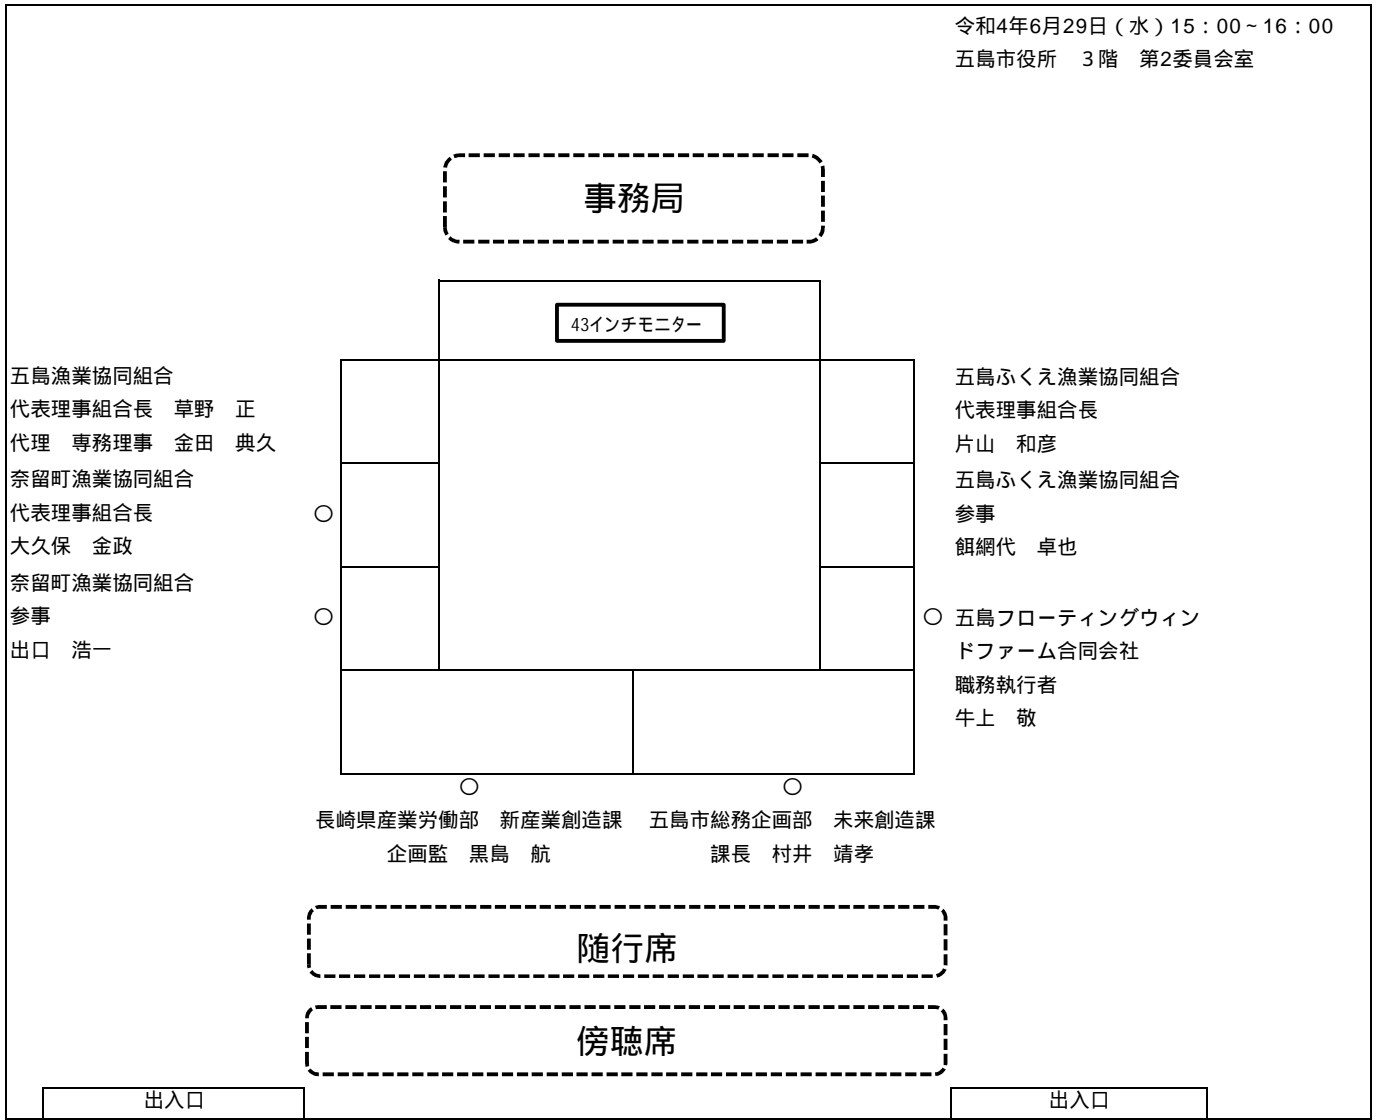 令和4年6月29日（水）15：00～16：00
五島市役所　3階　第2委員会室
事務局
43インチモニター
五島漁業協同組合
代表理事組合長　草野　正
代理　専務理事　金田　典久
奈留町漁業協同組合
代表理事組合長
大久保　金政
奈留町漁業協同組合
参事
出口　浩一
五島ふくえ漁業協同組合
代表理事組合長
片山　和彦
五島ふくえ漁業協同組合
参事
餌網代　卓也
五島フローティングウィン
ドファーム合同会社
職務執行者
牛上　敬
長崎県産業労働部　新産業創造課
企画監　黒島　航
五島市総務企画部　未来創造課
課長　村井　靖孝
随行席
傍聴席
出入口
出入口